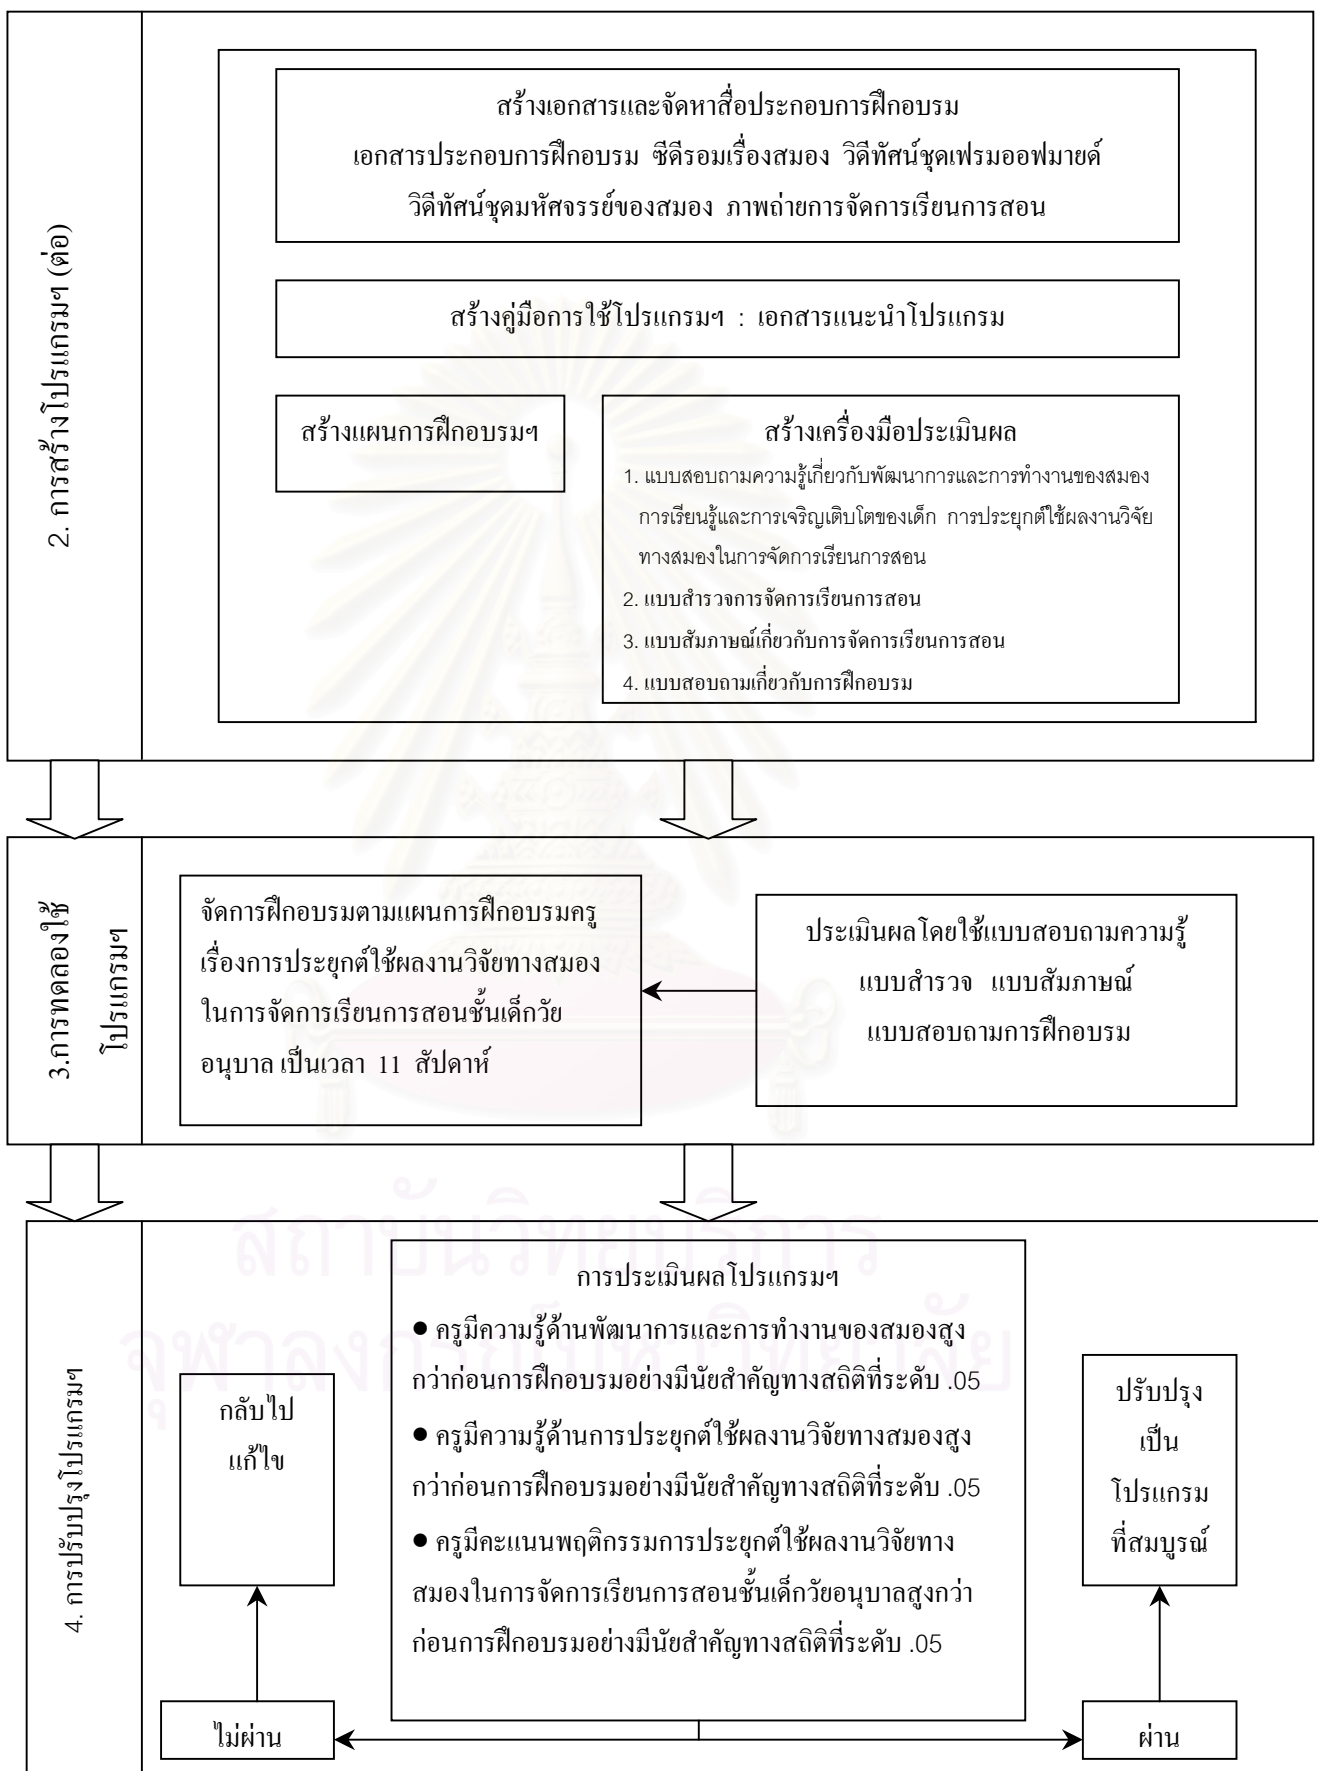 2. การสร้างโปรแกรมฯ (ต่อ)
สร้างเอกสารและจัดหาสื่อประกอบการฝึกอบรม
เอกสารประกอบการฝึกอบรม ซีดีรอมเรื่องสมอง วิดีทัศน์ชุดเฟรมออฟมายด์
วิดีทัศน์ชุดมหัศจรรย์ของสมอง ภาพถ่ายการจัดการเรียนการสอน
สร้างคู่มือการใช้โปรแกรมฯ : เอกสารแนะนำโปรแกรม
สร้างแผนการฝึกอบรมฯ
สร้างเครื่องมือประเมินผล
1. แบบสอบถามความรู้เกี่ยวกับพัฒนาการและการทำงานของสมอง
การเรียนรู้และการเจริญเติบโตของเด็ก การประยุกต์ใช้ผลงานวิจัย
ทางสมองในการจัดการเรียนการสอน
2. แบบสำรวจการจัดการเรียนการสอน
3. แบบสัมภาษณ์เกี่ยวกับการจัดการเรียนการสอน
4. แบบสอบถามเกี่ยวกับการฝึกอบรม
3.การทดลองใช้
โปรแกรมฯ
จัดการฝึกอบรมตามแผนการฝึกอบรมครู
เรื่องการประยุกต์ใช้ผลงานวิจัยทางสมอง
ในการจัดการเรียนการสอนชั้นเด็กวัย
อนุบาล เป็นเวลา 11 สัปดาห์
ประเมินผลโดยใช้แบบสอบถามความรู้
แบบสำรวจ แบบสัมภาษณ์
แบบสอบถามการฝึกอบรม
สถาบันวิทยบริการ
จุฬาลงกรณ์มหาวิทยาลัย
4. การปรับปรุงโปรแกรมฯ
กลับไป
แก้ไข
การประเมินผลโปรแกรมฯ
● ครูมีความรู้ด้านพัฒนาการและการทำงานของสมองสูง
กว่าก่อนการฝึกอบรมอย่างมีนัยสำคัญทางสถิติที่ระดับ .05
● ครูมีความรู้ด้านการประยุกต์ใช้ผลงานวิจัยทางสมองสูง
กว่าก่อนการฝึกอบรมอย่างมีนัยสำคัญทางสถิติที่ระดับ .05
● ครูมีคะแนนพฤติกรรมการประยุกต์ใช้ผลงานวิจัยทาง
สมองในการจัดการเรียนการสอนชั้นเด็กวัยอนุบาลสูงกว่า
ก่อนการฝึกอบรมอย่างมีนัยสำคัญทางสถิติที่ระดับ .05
ปรับปรุง
เป็น
โปรแกรม
ที่สมบูรณ์
ไม่ผ่าน
ผ่าน